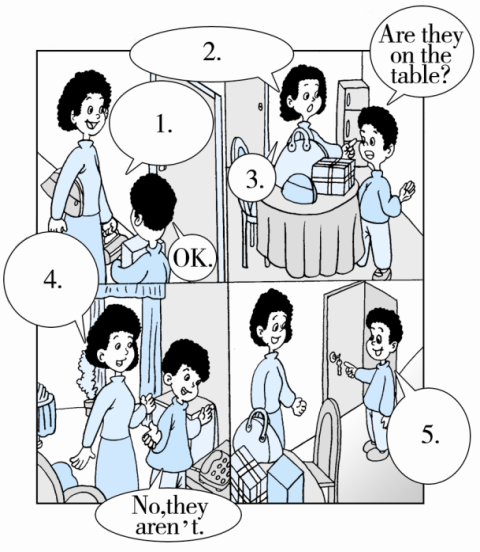 1.
OK.
2.
Are they
on the
table?
3.
4.
No,they
aren't.
5.